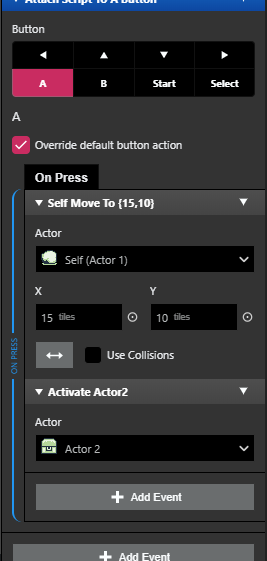 Attach Script To A Button
Button
A B Start Select
A
Override default button action
On Press
Self Move To {15,10}
Actor
Self (Actor 1)
X Y
15 tiles 10 tiles
Use Collisions
ON PRESS
Activate Actor2
Actor
Actor 2
Add Event
Add Event